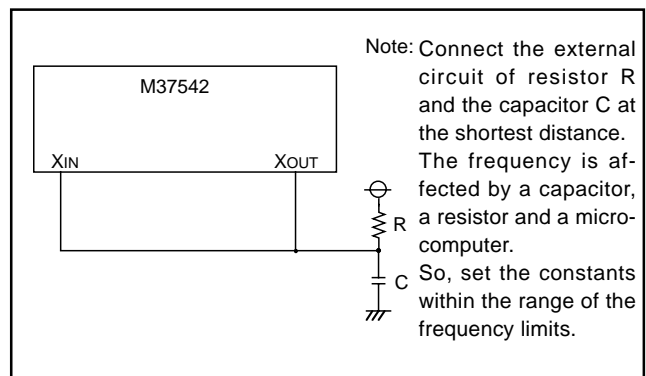 M37542
XIN
XOUT
R
C
Note: Connect the external
circuit of resistor R
and the capacitor C at
the shortest distance.
The frequency is af-
fected by a capacitor,
a resistor and a micro-
computer.
So, set the constants
within the range of the
frequency limits.